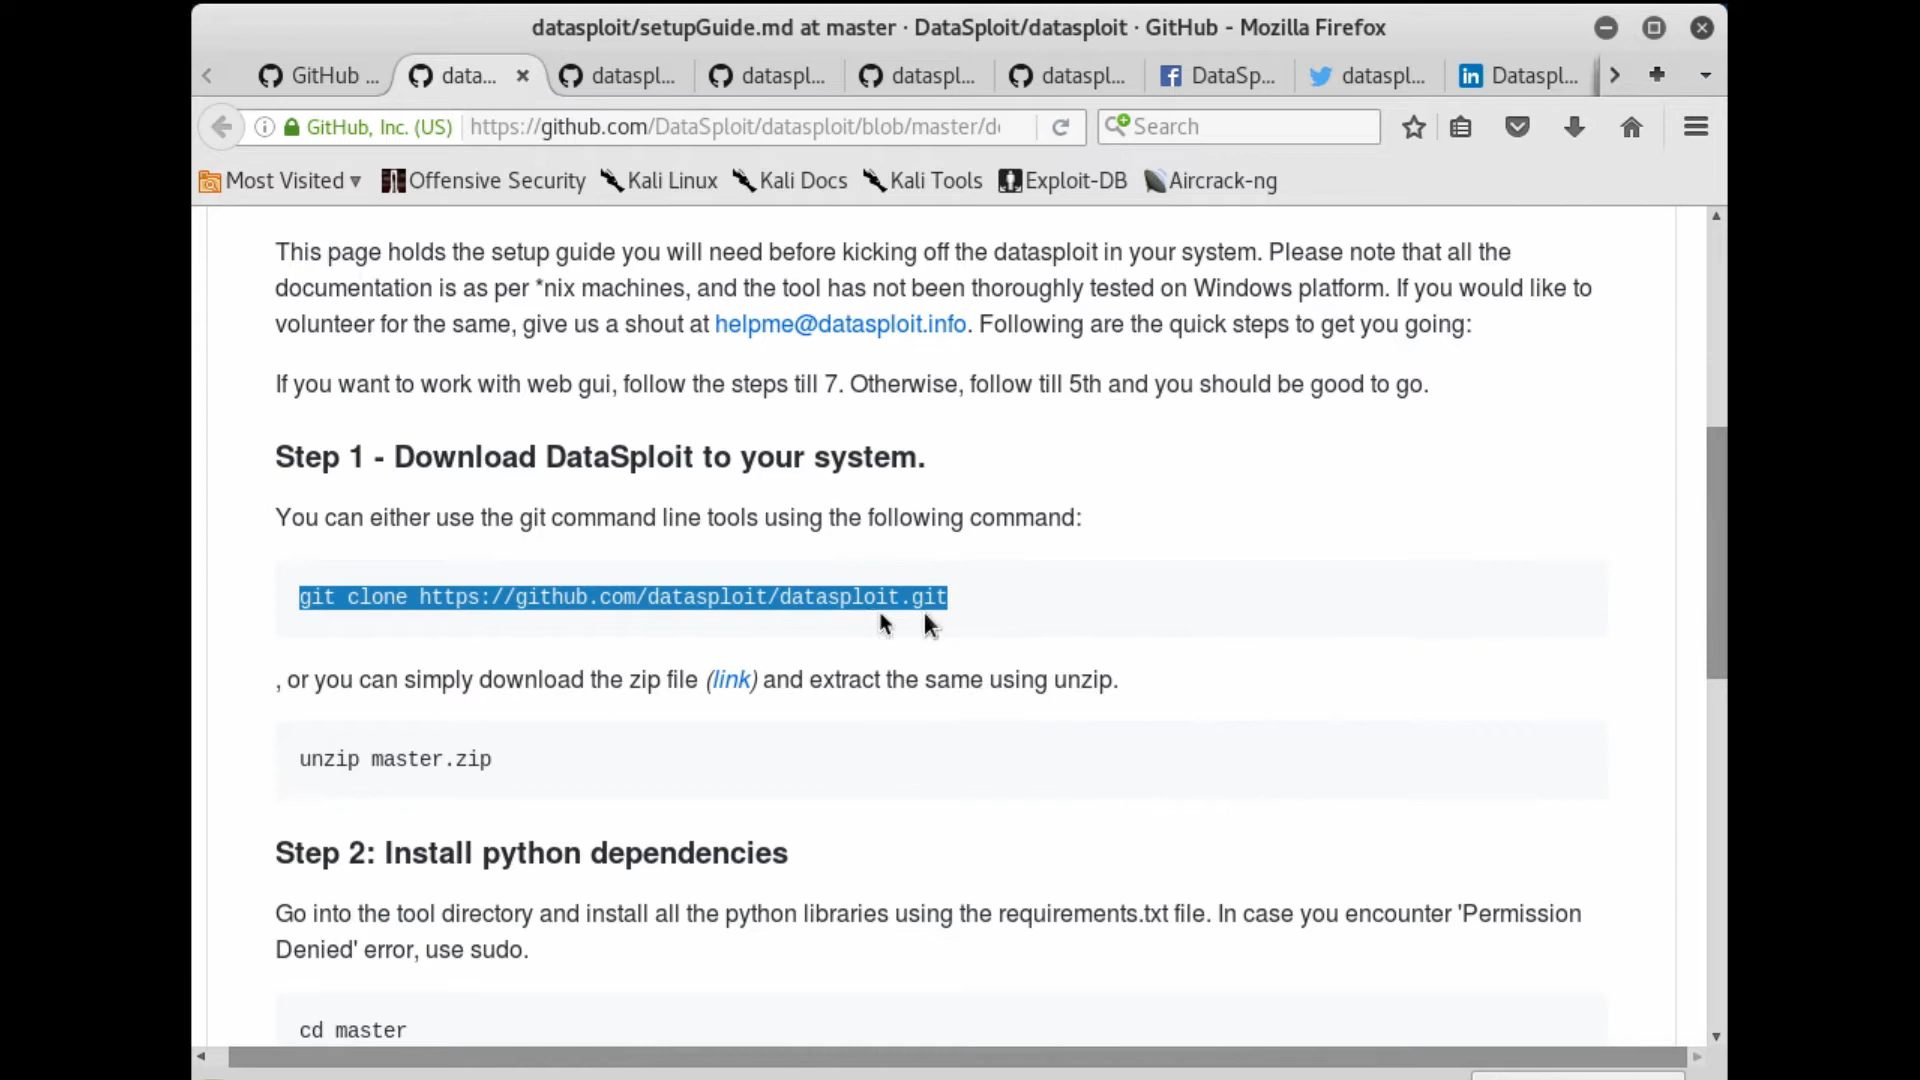 datasploit/setupGuide.md at master · DataSploit/datasploit · GitHub - Mozilla Firefox
GitHub ... data... dataspl... dataspl... dataspl... dataspl... DataSp... dataspl... Dataspl...
GitHub, Inc. (US) https://github.com/DataSploit/datasploit/blob/master/d Search
Most Visited Offensive Security Kali Linux Kali Docs Kali Tools Exploit-DB Aircrack-ng
This page holds the setup guide you will need before kicking off the datasploit in your system. Please note that all the
documentation is as per *nix machines, and the tool has not been thoroughly tested on Windows platform. If you would like to
volunteer for the same, give us a shout at helpme@datasploit.info. Following are the quick steps to get you going:
If you want to work with web gui, follow the steps till 7. Otherwise, follow till 5th and you should be good to go.
Step 1 - Download DataSploit to your system.
You can either use the git command line tools using the following command:
git clone https://github.com/datasploit/datasploit.git
, or you can simply download the zip file (link) and extract the same using unzip.
unzip master.zip
Step 2: Install python dependencies
Go into the tool directory and install all the python libraries using the requirements.txt file. In case you encounter 'Permission
Denied' error, use sudo.
cd master